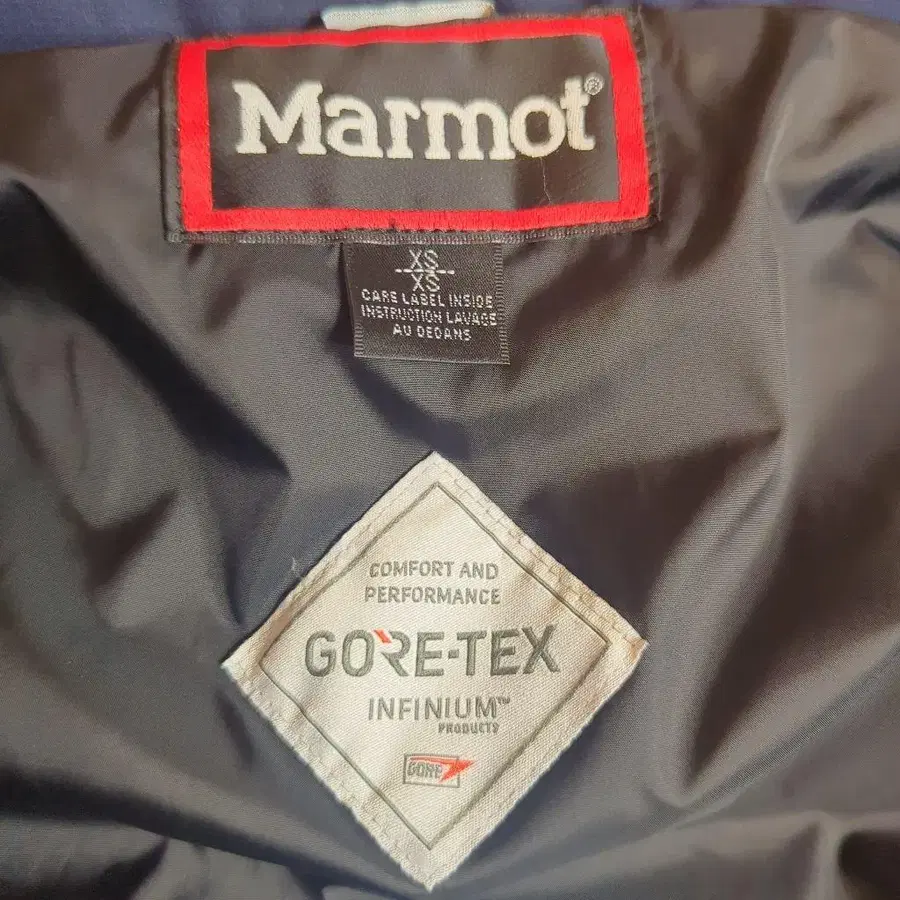 Marmot®
XS
XS
CARE LABEL INSIDE
INSTRUCTION LAVAGE
AU DEDANS
COMFORT AND
PERFORMANCE
GORE-TEX
INFINIUM™
PRODUCTS
GORE